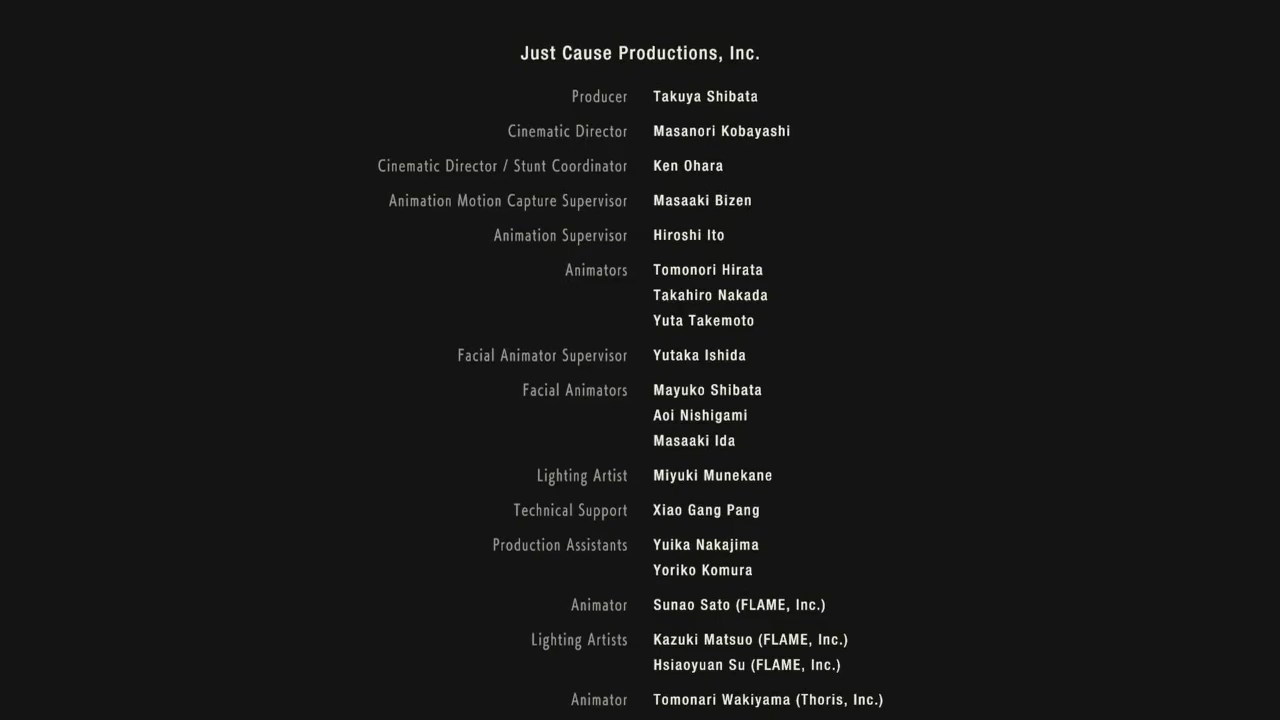 Just Cause Productions, Inc.
Producer Takuya Shibata
Cinematic Director Masanori Kobayashi
Cinematic Director / Stunt Coordinator Ken Ohara
Animation Motion Capture Supervisor Masaaki Bizen
Animation Supervisor Hiroshi Ito
Animators Tomonori Hirata
Takahiro Nakada
Yuta Takemoto
Facial Animator Supervisor Yutaka Ishida
Facial Animators Mayuko Shibata
Aoi Nishigami
Masaaki Ida
Lighting Artist Miyuki Munekane
Technical Support Xiao Gang Pang
Production Assistants Yuika Nakajima
Yoriko Komura
Animator Sunao Sato (FLAME, Inc.)
Lighting Artists Kazuki Matsuo (FLAME, Inc.)
Hsiaoyuan Su (FLAME, Inc.)
Animator Tomonari Wakiyama (Thoris, Inc.)